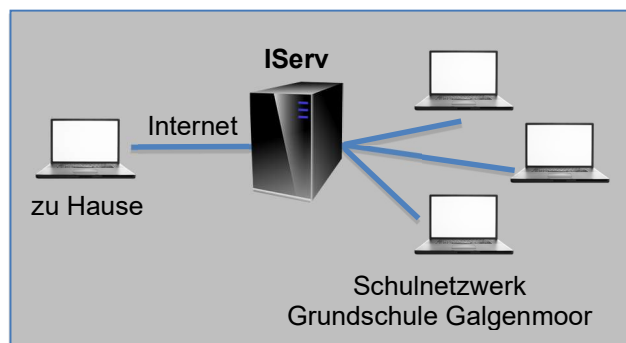 IServ
Internet
zu Hause
Schulnetzwerk
Grundschule Galgenmoor